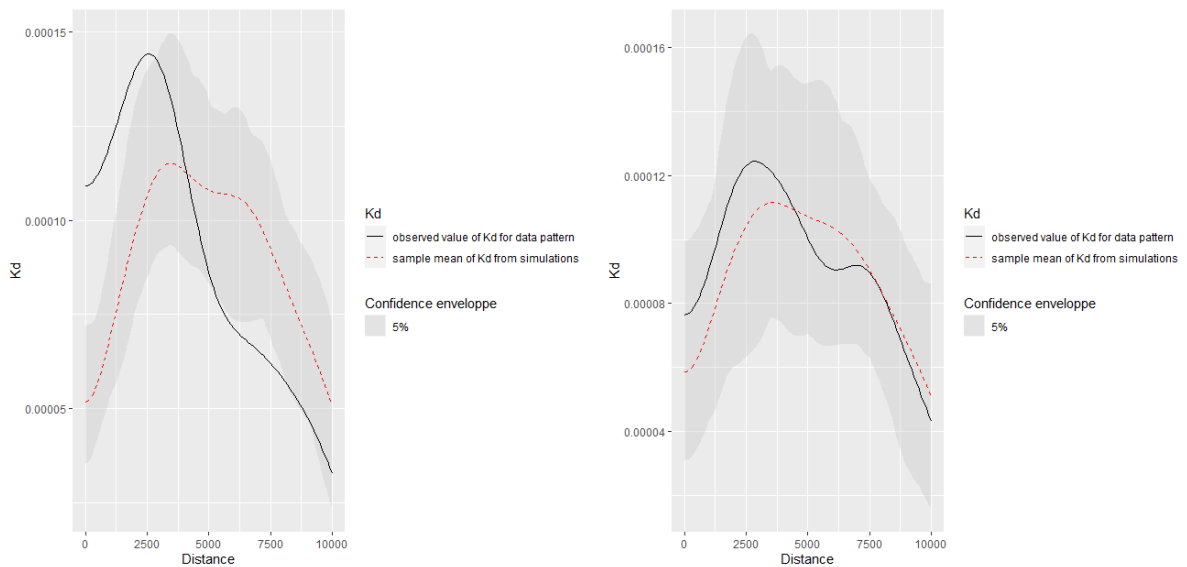 0.00015
0.00010
0.00005
Kd
0
2500
5000
7500
10000
Distance
Kd
observed value of Kd for data pattern
sample mean of Kd from simulations
Confidence enveloppe
5%
0.00016
0.00012
0.00008
0.00004
Kd
0
2500
5000
7500
10000
Distance
Kd
observed value of Kd for data pattern
sample mean of Kd from simulations
Confidence enveloppe
5%